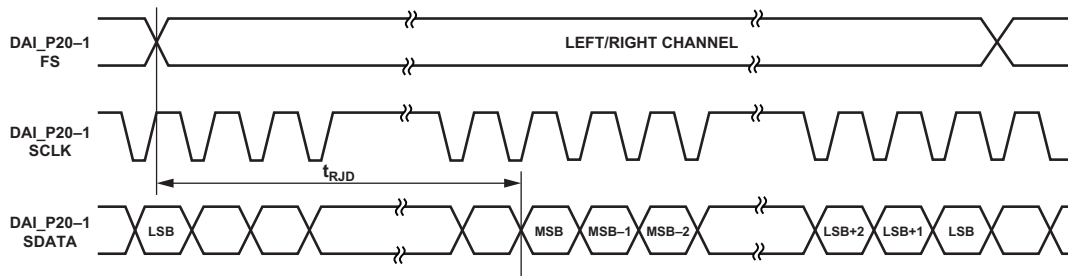 DAI_P20–1
FS
LEFT/RIGHT CHANNEL
DAI_P20–1
SCLK
tRJD
DAI_P20–1
SDATA
LSB
MSB
MSB–1
MSB–2
LSB+2
LSB+1
LSB